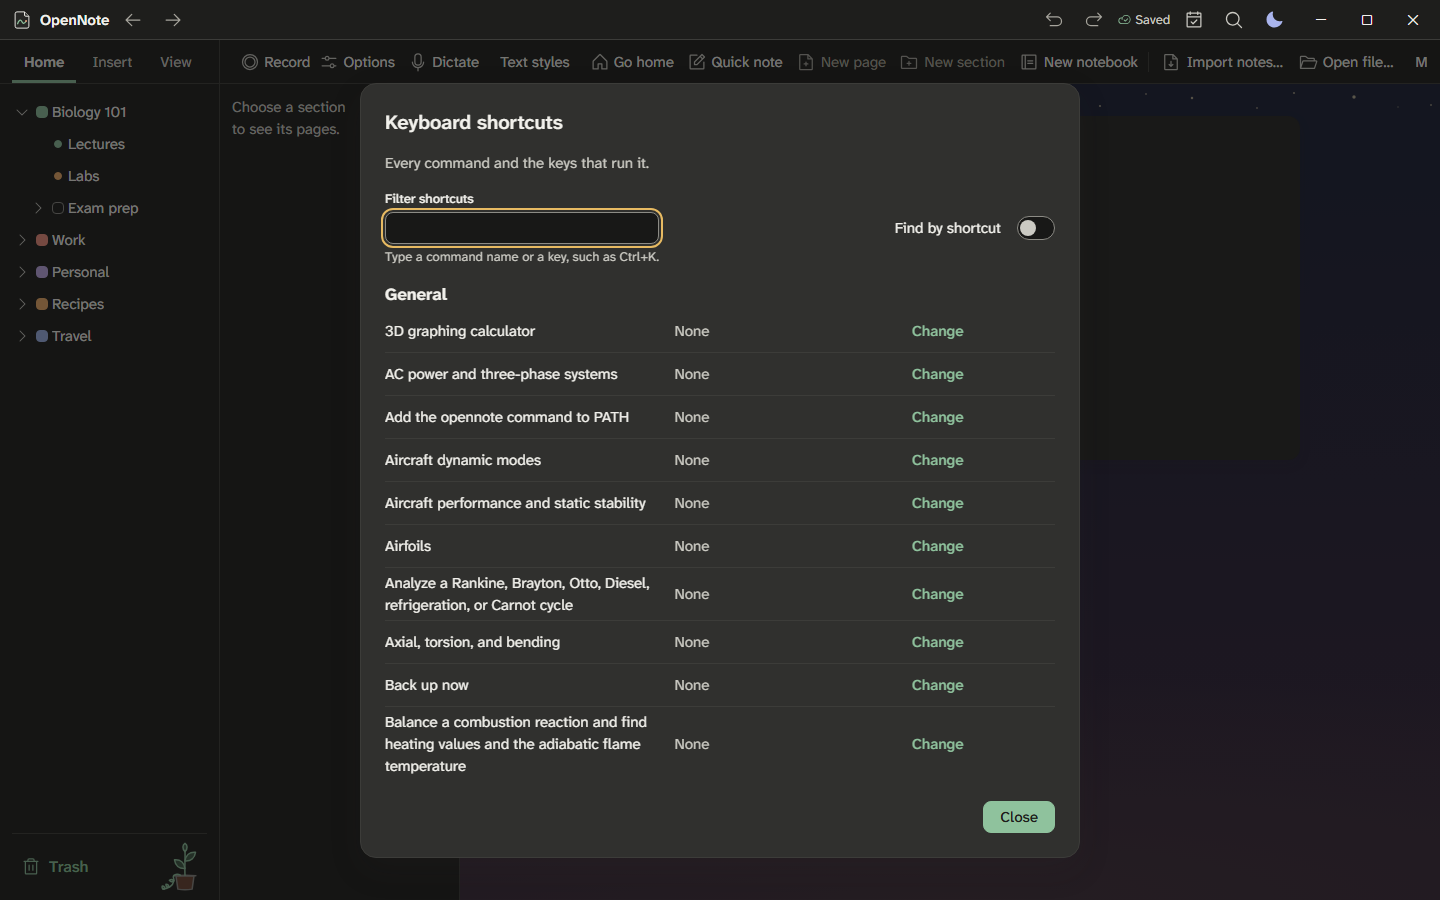 OpenNote
Saved
Home
Insert
View
Record
Options
Dictate
Text styles
Go home
Quick note
New page
New section
New notebook
Import notes...
Open file...
M
Biology 101
Lectures
Labs
Exam prep
Work
Personal
Recipes
Travel
Trash
Choose a section
to see its pages.
Keyboard shortcuts
Every command and the keys that run it.
Filter shortcuts
Find by shortcut
Type a command name or a key, such as Ctrl+K.
General
3D graphing calculator None Change
AC power and three-phase systems None Change
Add the opennote command to PATH None Change
Aircraft dynamic modes None Change
Aircraft performance and static stability None Change
Airfoils None Change
Analyze a Rankine, Brayton, Otto, Diesel,
refrigeration, or Carnot cycle None Change
Axial, torsion, and bending None Change
Back up now None Change
Balance a combustion reaction and find
heating values and the adiabatic flame None Change
temperature
Close